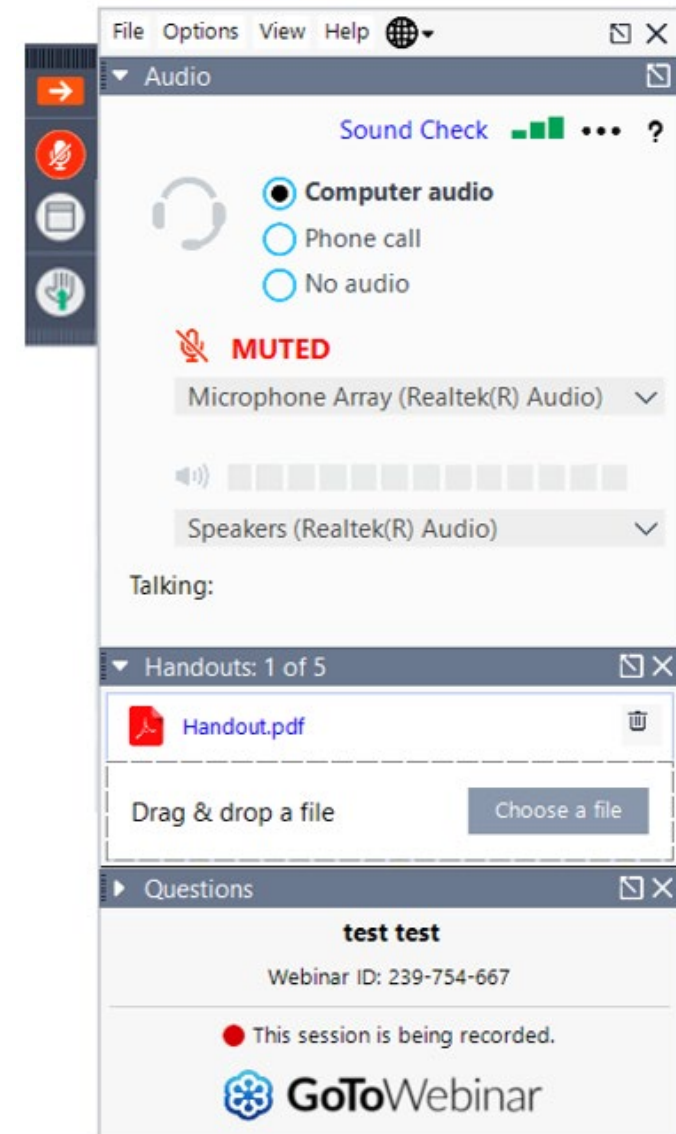 File Options View Help
Audio
Sound Check ?
Computer audio
Phone call
No audio
MUTED
Microphone Array (Realtek(R) Audio)
Speakers (Realtek(R) Audio)
Talking:
Handouts: 1 of 5
Handout.pdf
Drag & drop a file Choose a file
Questions
test test
Webinar ID: 239-754-667
This session is being recorded.
GoToWebinar